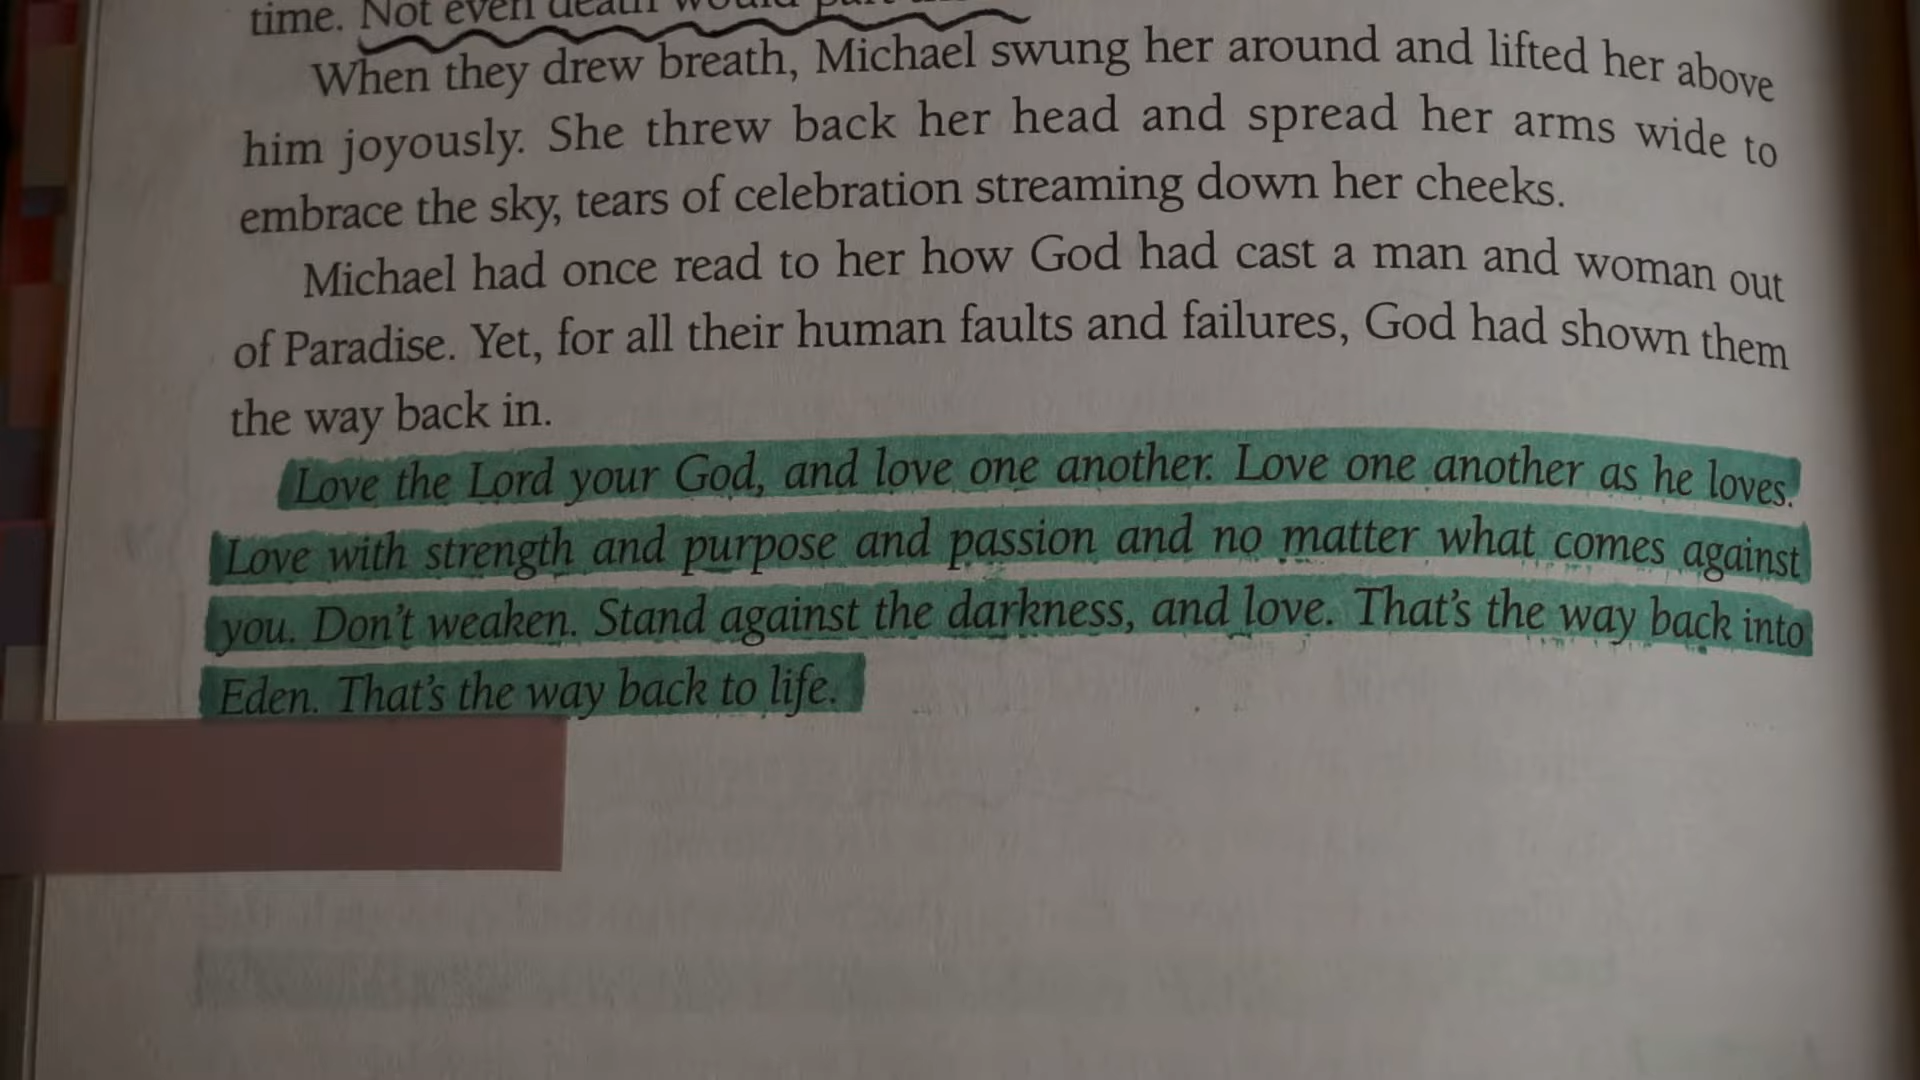 time. Not even death would part
When they drew breath, Michael swung her around and lifted her above
him joyously. She threw back her head and spread her arms wide to
embrace the sky, tears of celebration streaming down her cheeks.
Michael had once read to her how God had cast a man and woman out
of Paradise. Yet, for all their human faults and failures, God had shown them
the way back in.
Love the Lord your God, and love one another. Love one another as he loves.
Love with strength and purpose and passion and no matter what comes against
you. Don't weaken. Stand against the darkness, and love. That's the way back into
Eden. That's the way back to life.